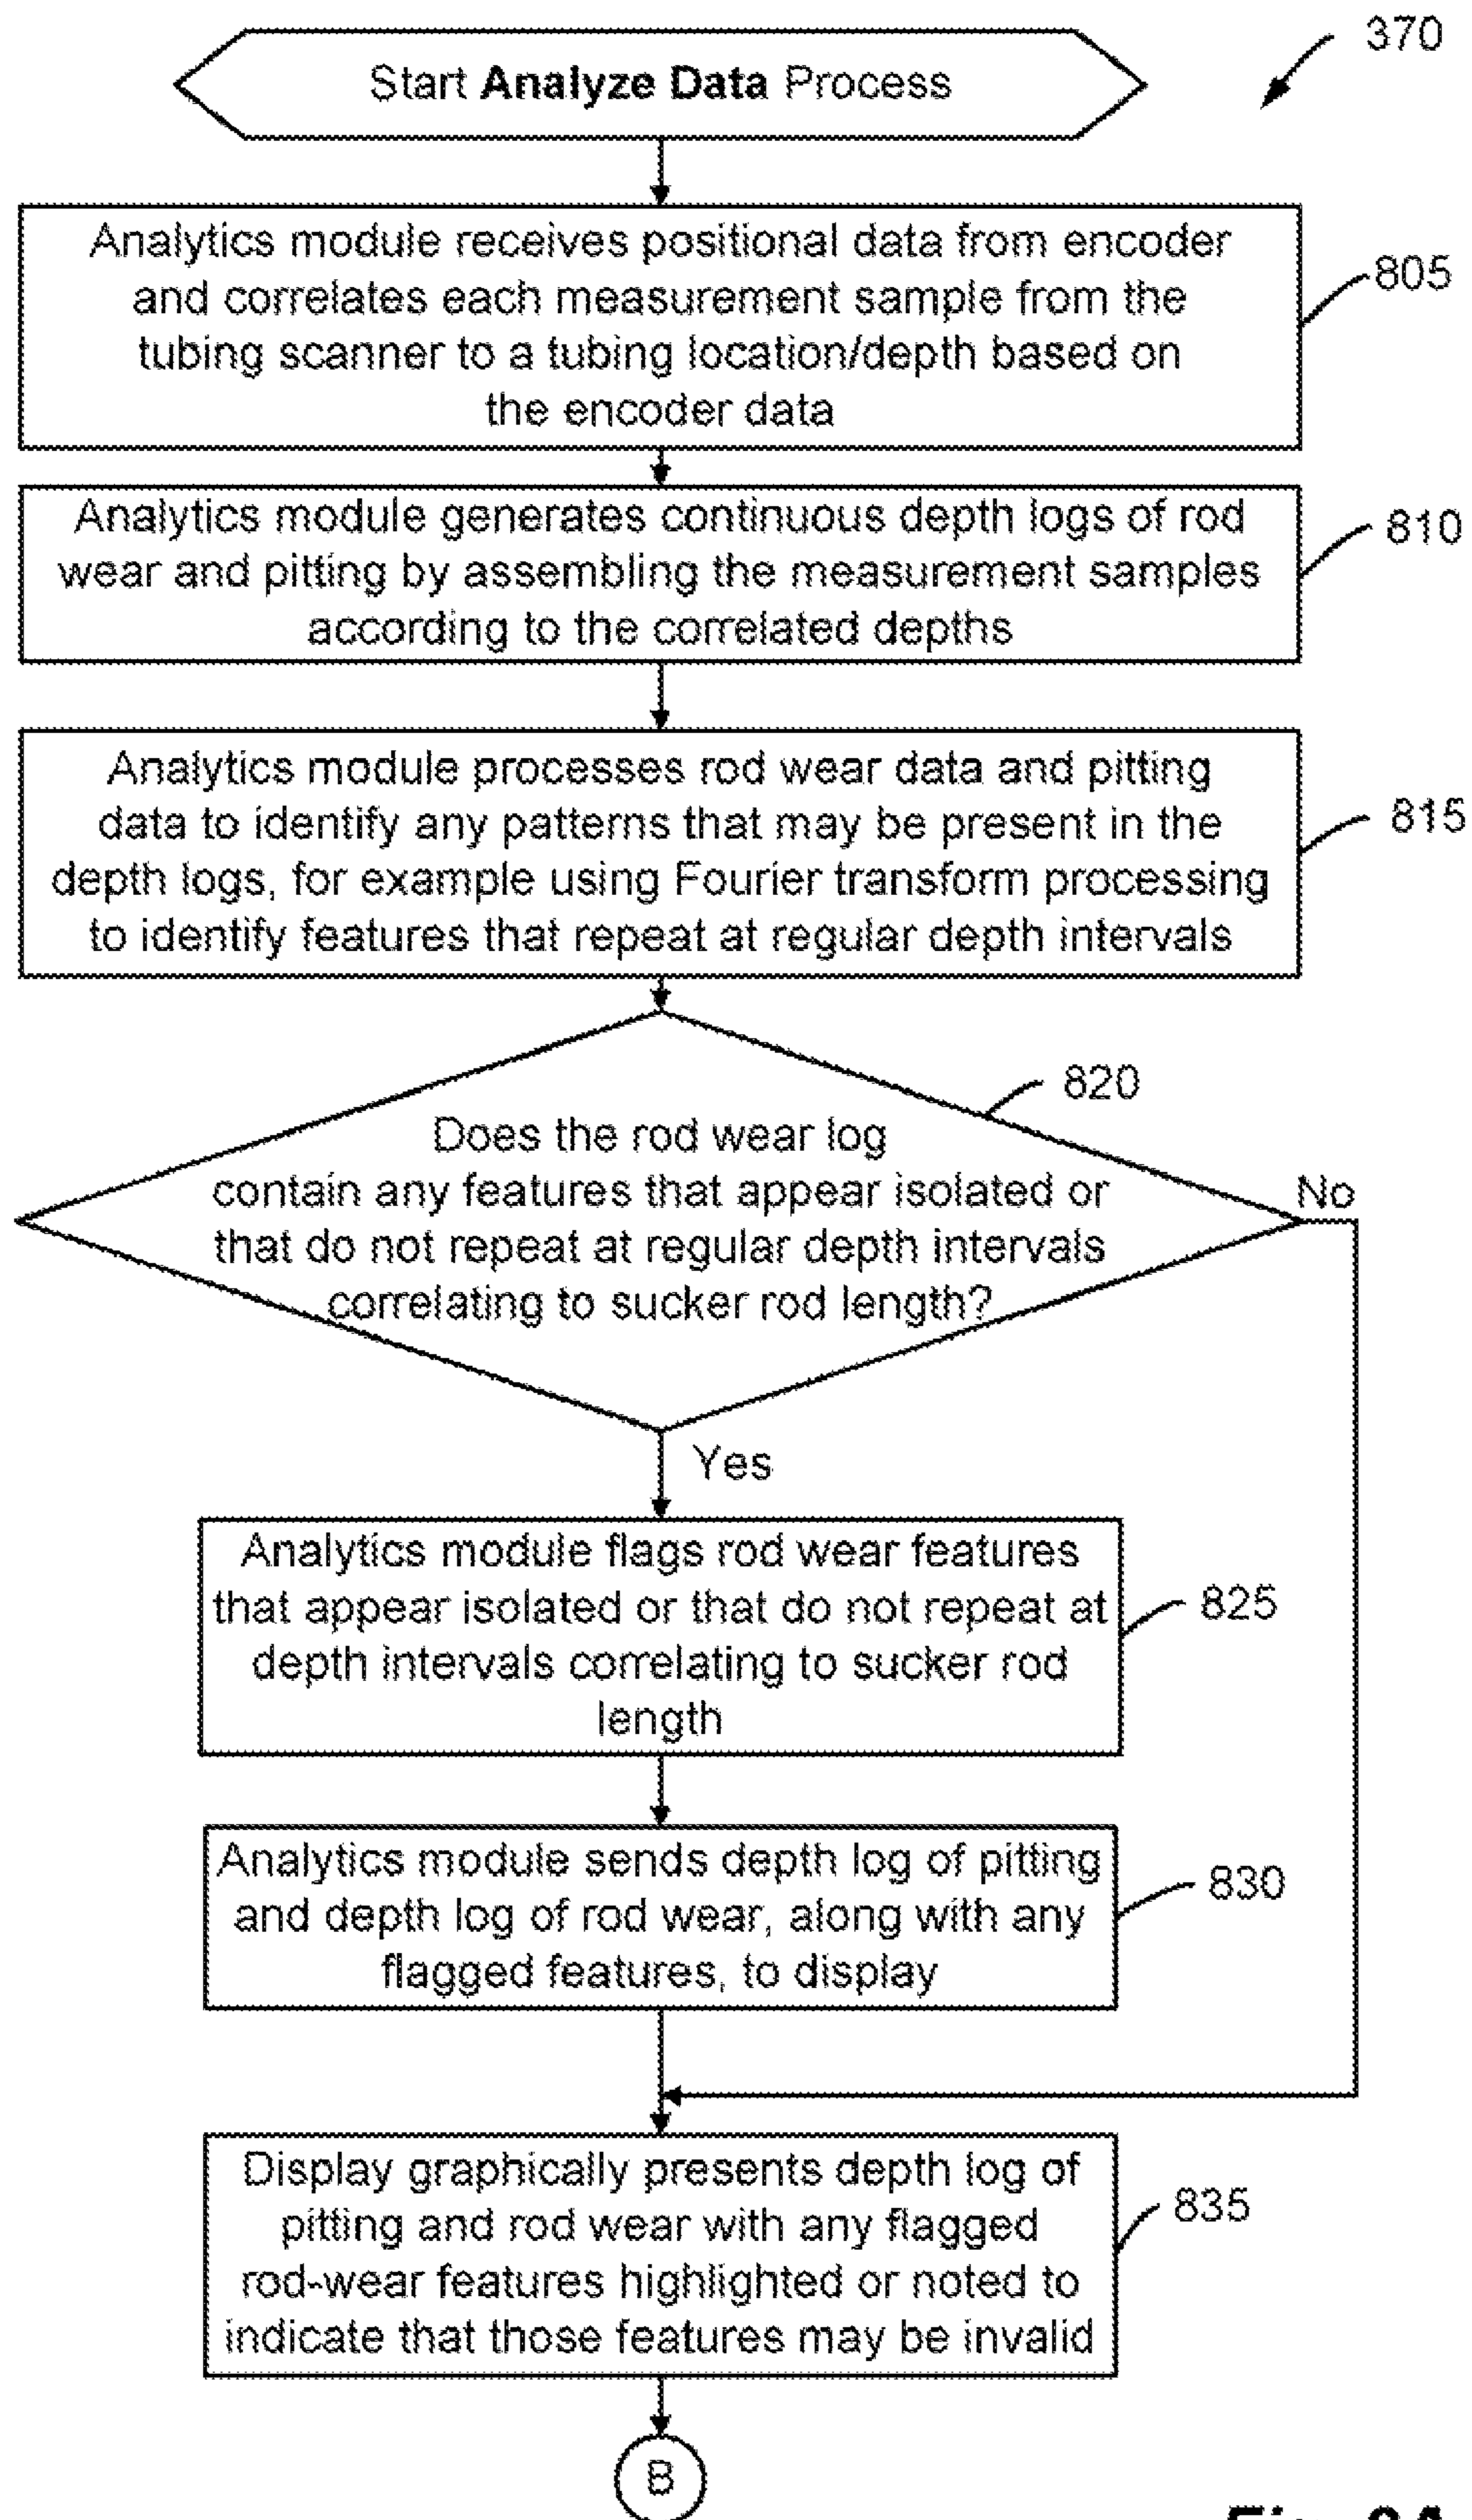 370
Start Analyze Data Process
Analytics module receives positional data from encoder
and correlates each measurement sample from the
tubing scanner to a tubing location/depth based on
the encoder data
805
Analytics module generates continuous depth logs of rod
wear and pitting by assembling the measurement samples
according to the correlated depths
810
Analytics module processes rod wear data and pitting
data to identify any patterns that may be present in the
depth logs, for example using Fourier transform processing
to identify features that repeat at regular depth intervals
815
820
Does the rod wear log
contain any features that appear isolated or
that do not repeat at regular depth intervals
correlating to sucker rod length?
No
Yes
Analytics module flags rod wear features
that appear isolated or that do not repeat at
depth intervals correlating to sucker rod
length
825
Analytics module sends depth log of pitting
and depth log of rod wear, along with any
flagged features, to display
830
Display graphically presents depth log of
pitting and rod wear with any flagged
rod-wear features highlighted or noted to
indicate that those features may be invalid
835
B